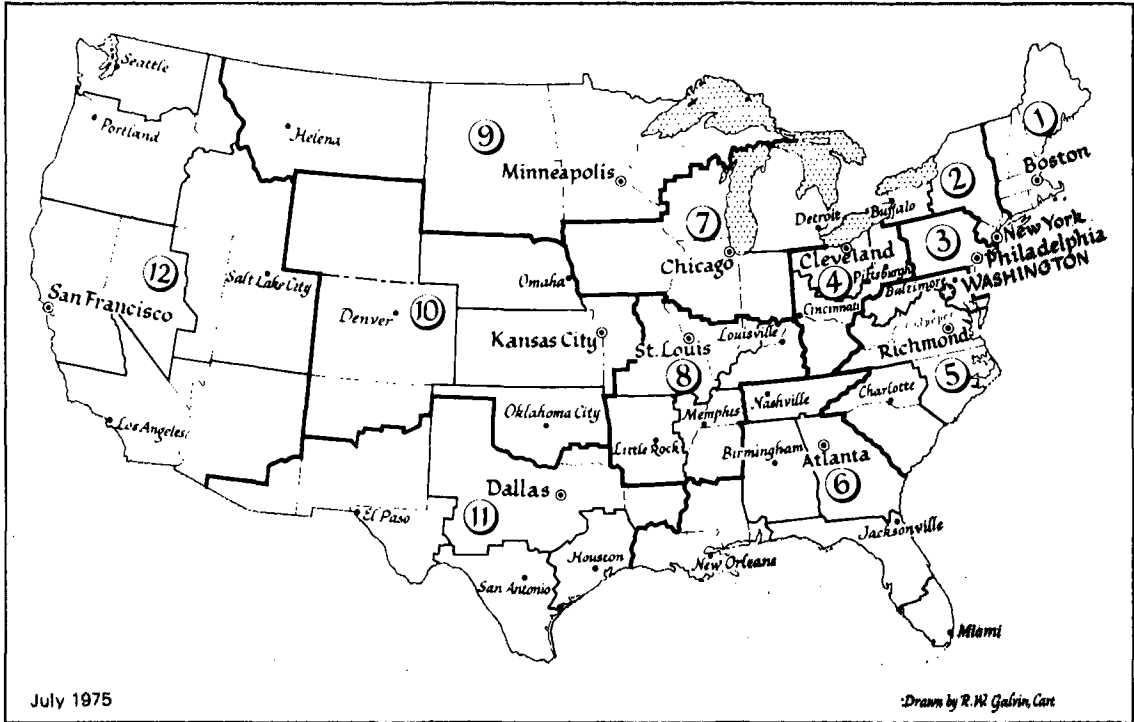 Seattle
Portland
Helena
9
Minneapolis
1
Boston
2
Detroit
Buffalo
7
New York
3
Philadelphia
Cleveland
Chicago
4
Pittsburgh
WASHINGTON
Baltimore
Omaha
Cincinnati
12
Salt Lake City
San Francisco
Denver
10
Kansas City
St. Louis
Louisville
Richmond
8
5
Charlotte
Nashville
Memphis
Oklahoma City
Los Angeles
Little Rock
Birmingham
Atlanta
6
Dallas
11
El Paso
Jacksonville
Houston
New Orleans
San Antonio
Miami
July 1975
Drawn by R.W. Galvin, Cart